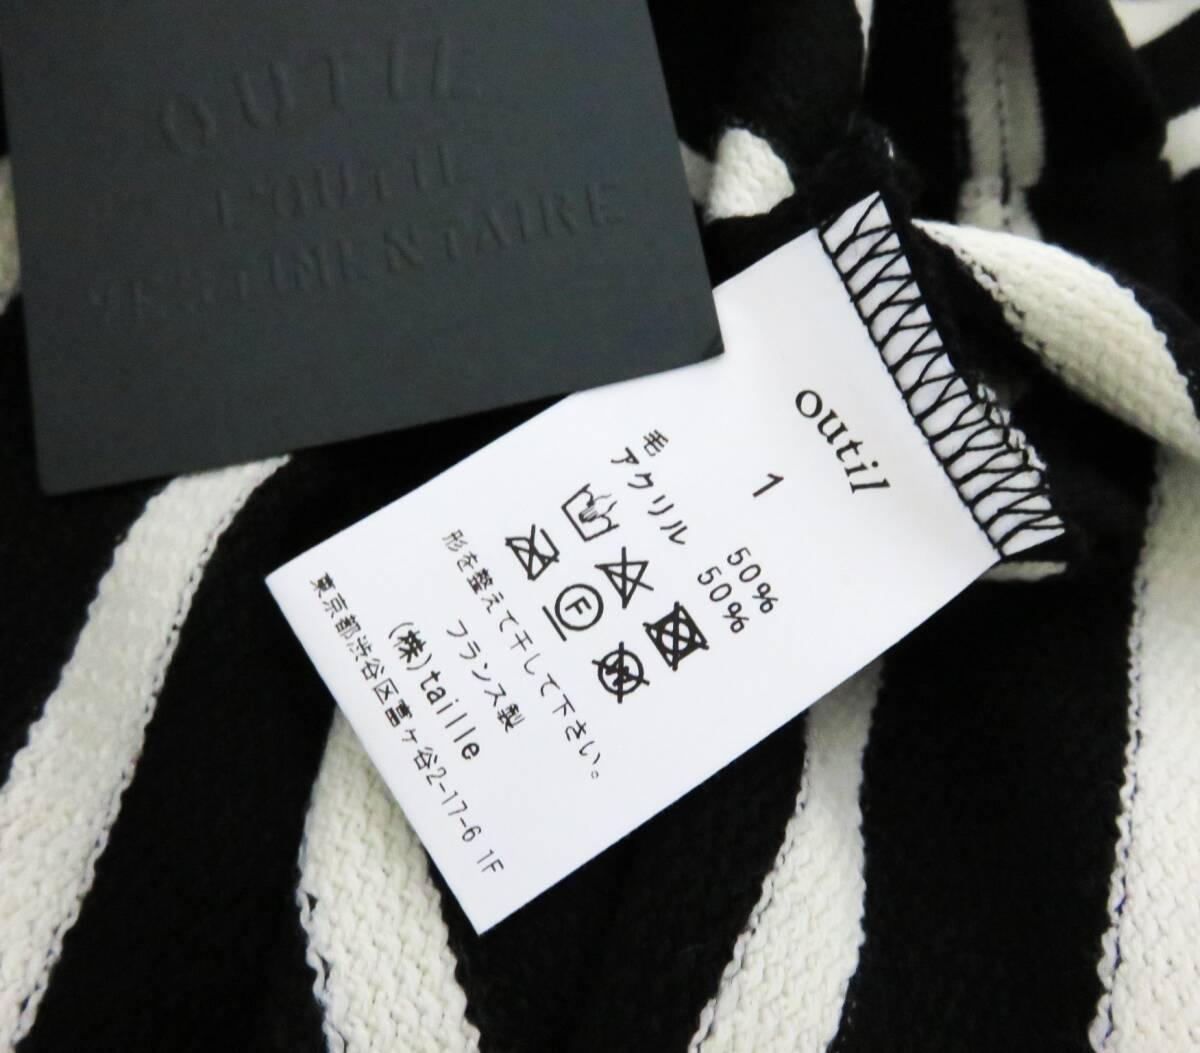 OUTIL
L'OUTIL
VESTIMENTAIRE
outil
1
毛 50%
アクリル 50%
F
W
形を整えて干して下さい。
フランス製
(株)taille
東京都渋谷区富ヶ谷2-17-6 1F